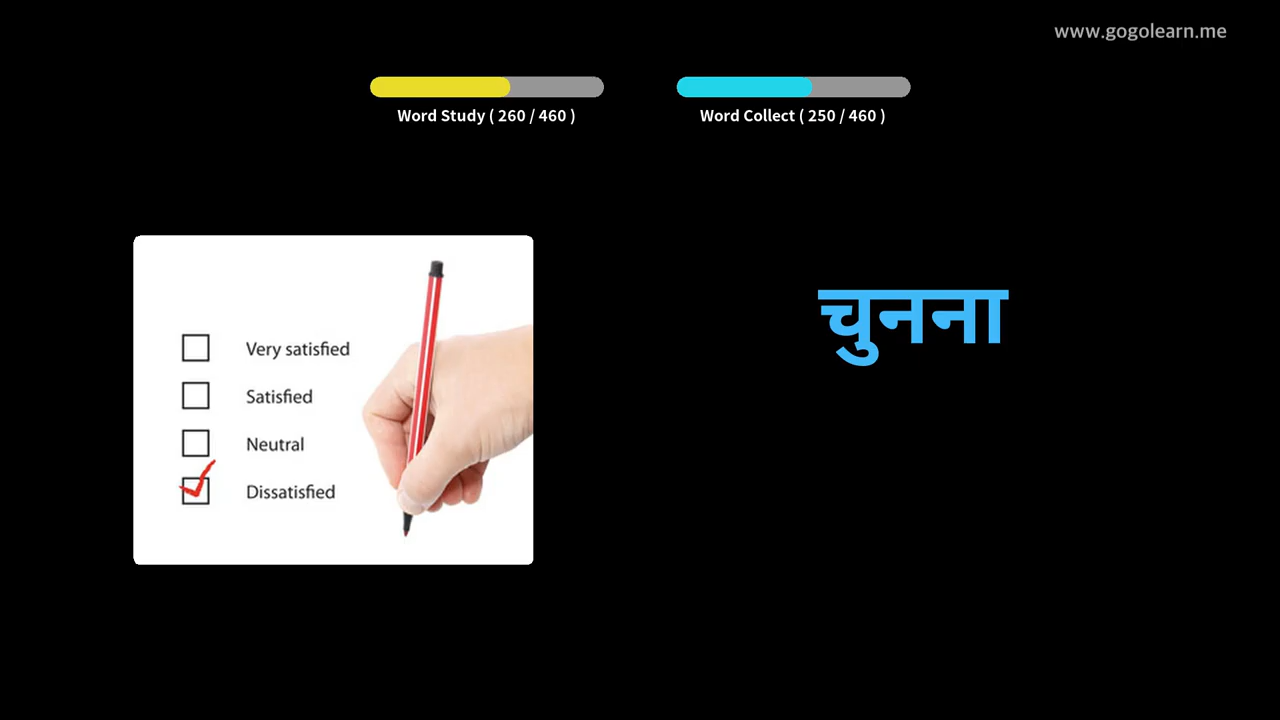 www.gogolearn.me
Word Study ( 260 / 460 )
Word Collect ( 250 / 460 )
Very satisfied
Satisfied
Neutral
Dissatisfied
चुनना